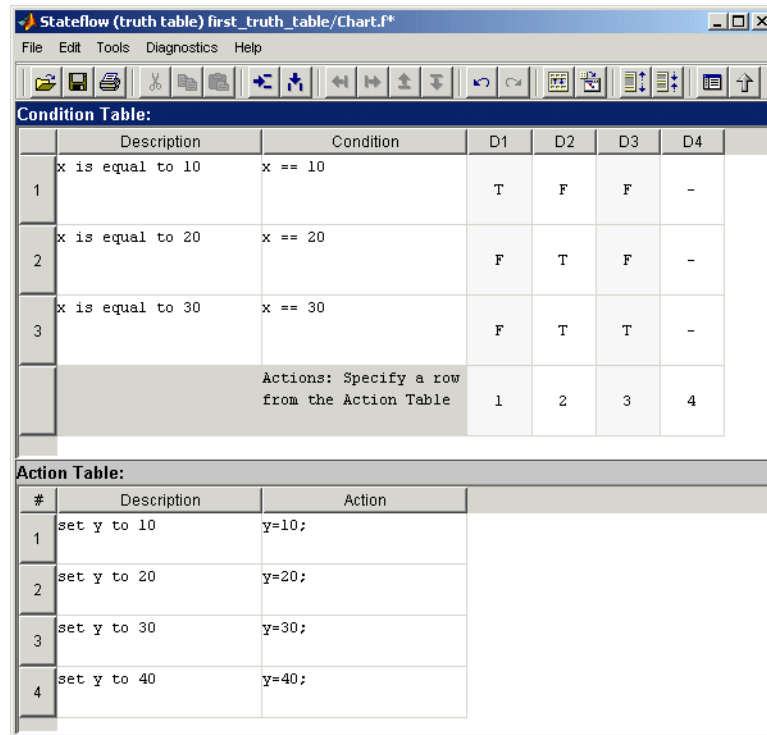 Stateflow (truth table) first_truth_table/Chart.f*
File Edit Tools Diagnostics Help
Condition Table:
Description Condition D1 D2 D3 D4
1 x is equal to 10 x == 10 T F F -
2 x is equal to 20 x == 20 F T F -
3 x is equal to 30 x == 30 F T T -
Actions: Specify a row
from the Action Table 1 2 3 4
Action Table:
# Description Action
1 set y to 10 y=10;
2 set y to 20 y=20;
3 set y to 30 y=30;
4 set y to 40 y=40;